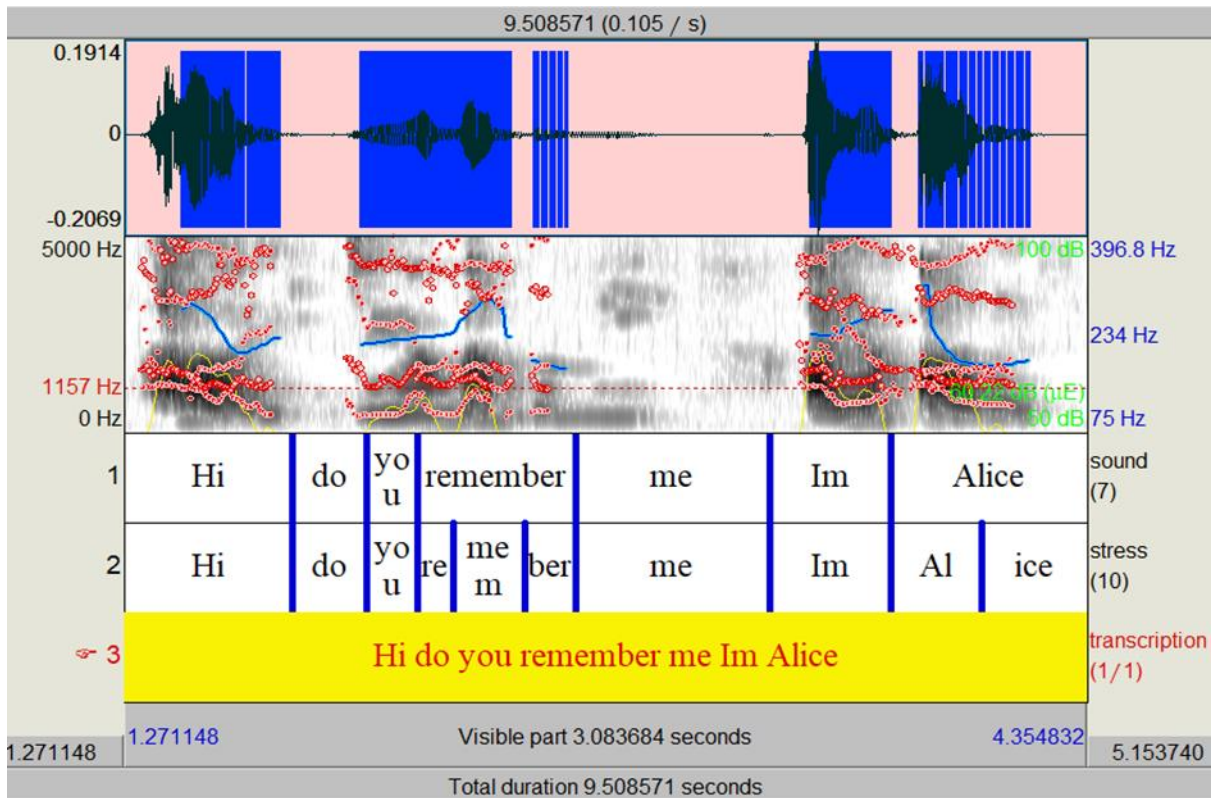 9.508571 (0.105 / s)
0.1914
0
-0.2069
5000 Hz
1157 Hz
0 Hz
100 dB
50 dB
396.8 Hz
234 Hz
75 Hz
1
Hi
do
yo
u
remember
me
Im
Alice
sound
(7)
2
Hi
do
yo
u
re
me
m
ber
me
Im
Al
ice
stress
(10)
☞ 3
Hi do you remember me Im Alice
transcription
(1/1)
1.271148
1.271148
Visible part 3.083684 seconds
4.354832
5.153740
Total duration 9.508571 seconds